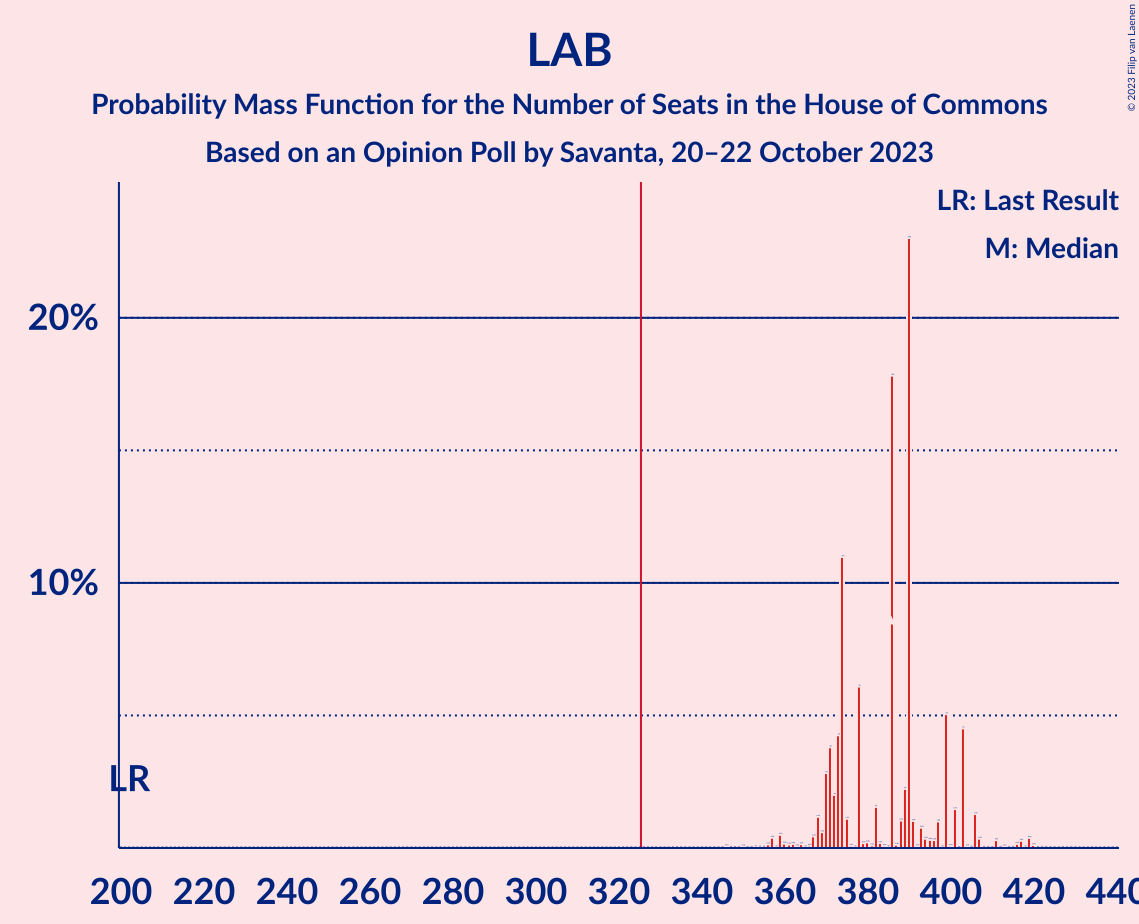 LAB
Probability Mass Function for the Number of Seats in the House of Commons
Based on an Opinion Poll by Savanta, 20–22 October 2023
© 2023 Filip van Laenen
LR: Last Result
M: Median
20%
10%
LR
200 220 240 260 280 300 320 340 360 380 400 420 440